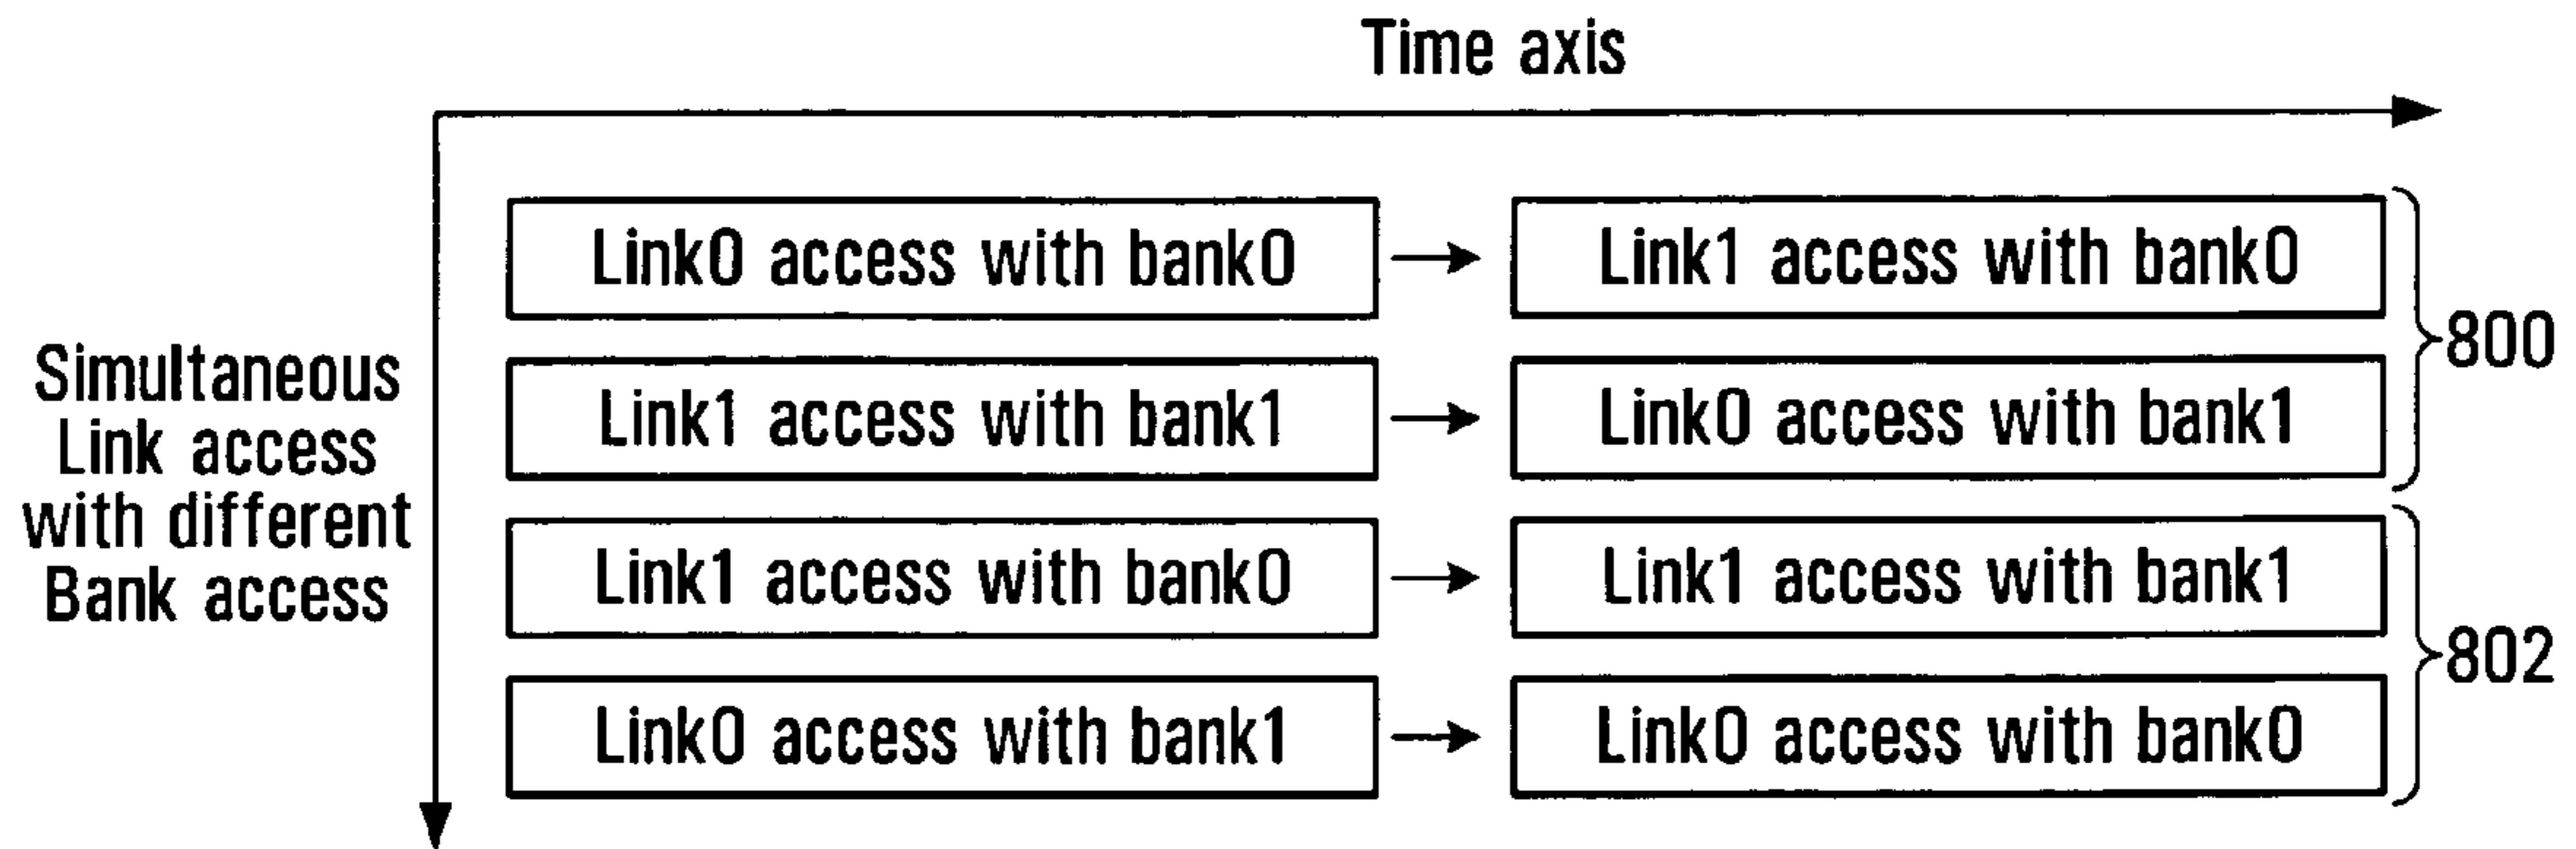 Time axis
Simultaneous
Link access
with different
Bank access
Link0 access with bank0
Link1 access with bank0
Link1 access with bank1
Link0 access with bank1
800
Link1 access with bank0
Link1 access with bank1
Link0 access with bank1
Link0 access with bank0
802